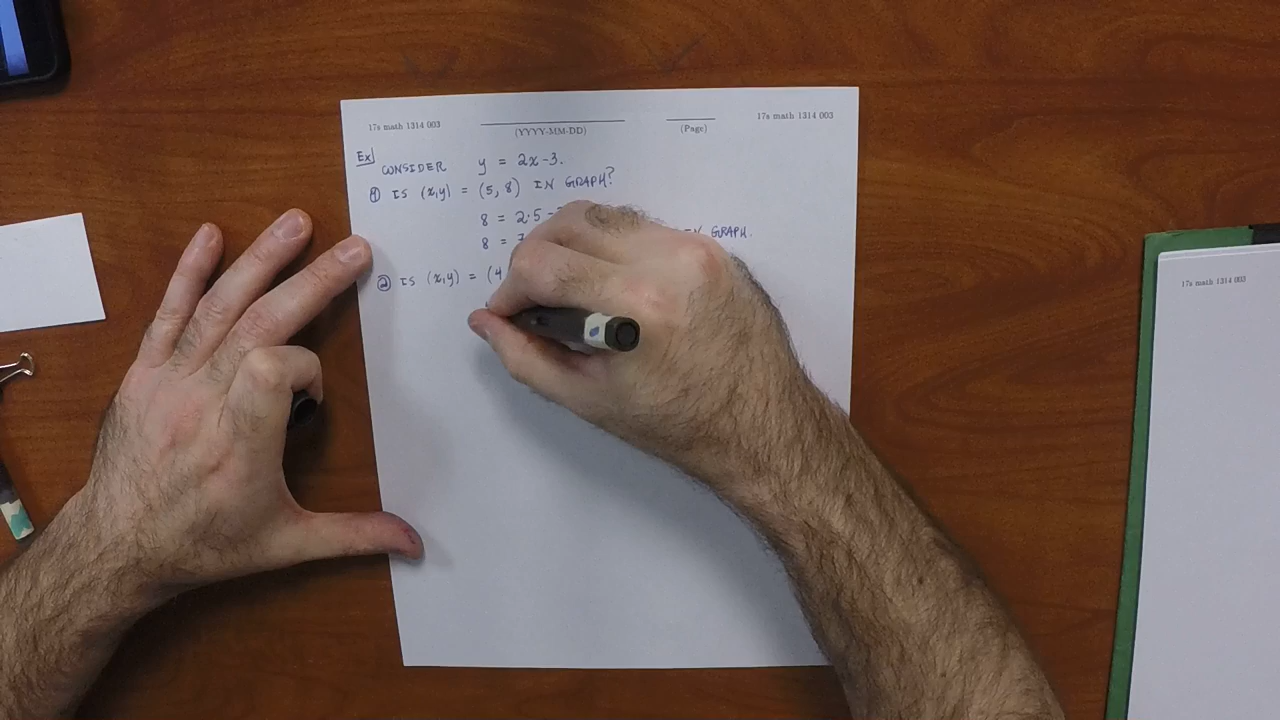 17s math 1314 003
(YYYY-MM-DD)
(Page)
17s math 1314 003
Ex
CONSIDER y = 2x-3.
① IS (x,y) = (5, 8) IN GRAPH?
8 = 2·5 -
8 =
GRAPH.
② IS (x,y) = (4
17s math 1314 003